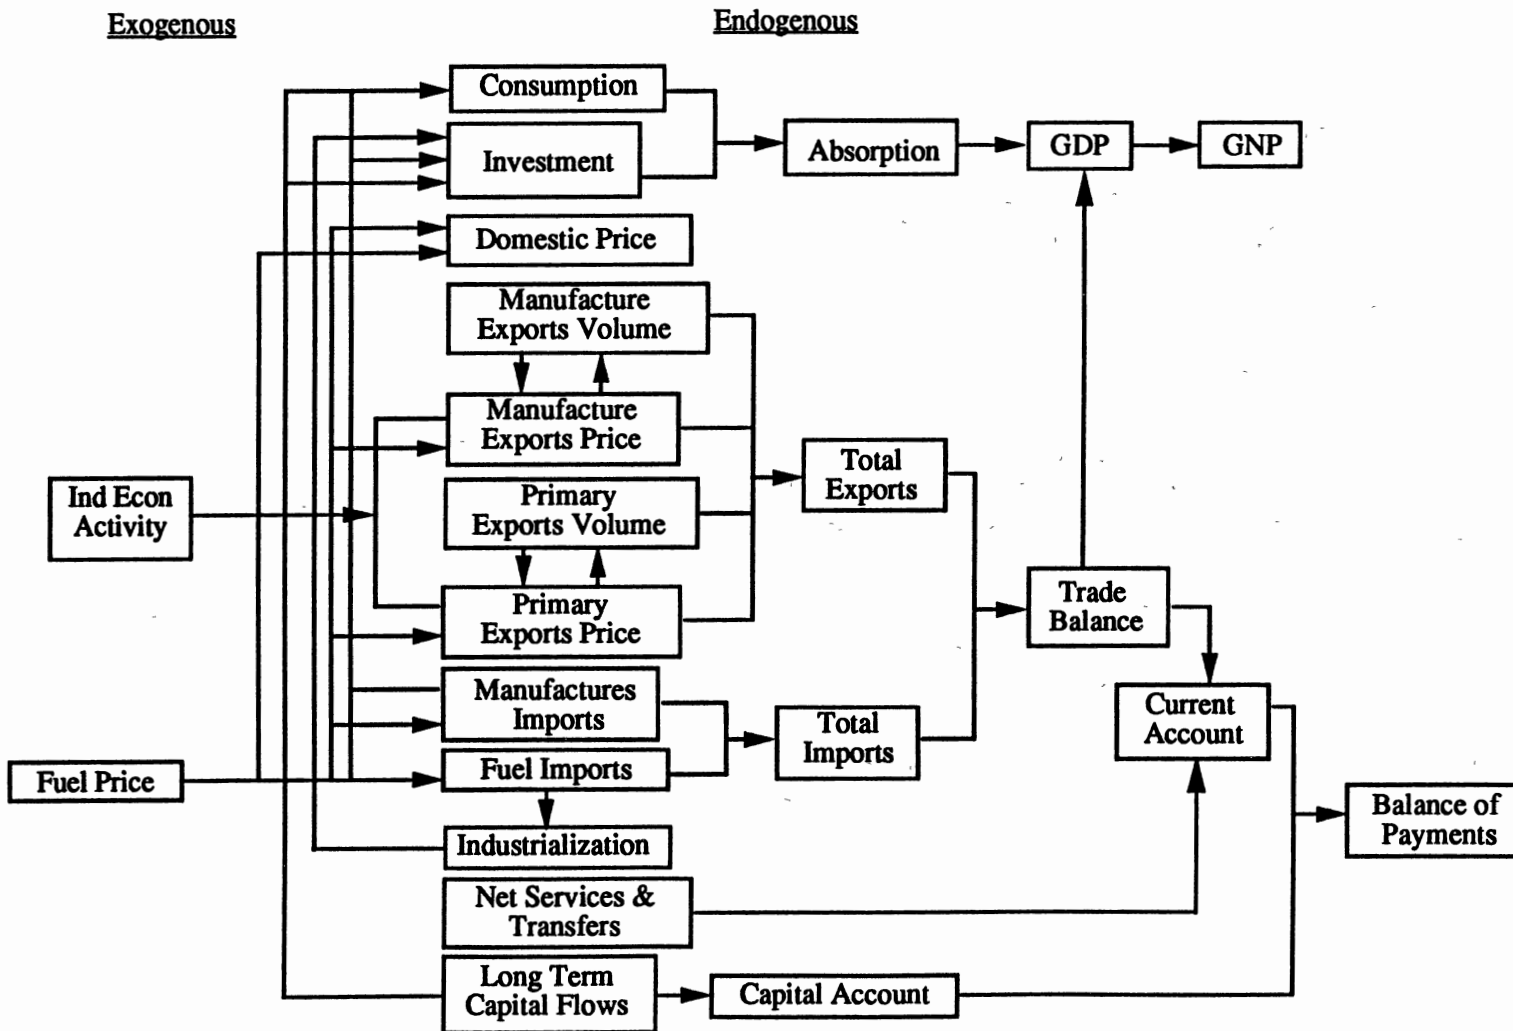 Exogenous
Endogenous
Consumption
Investment
Absorption
GDP
GNP
Domestic Price
Manufacture
Exports Volume
Manufacture
Exports Price
Ind Econ
Activity
Primary
Exports Volume
Total
Exports
Primary
Exports Price
Trade
Balance
Manufactures
Imports
Total
Imports
Current
Account
Fuel Price
Fuel Imports
Balance of
Payments
Industrialization
Net Services &
Transfers
Long Term
Capital Flows
Capital Account